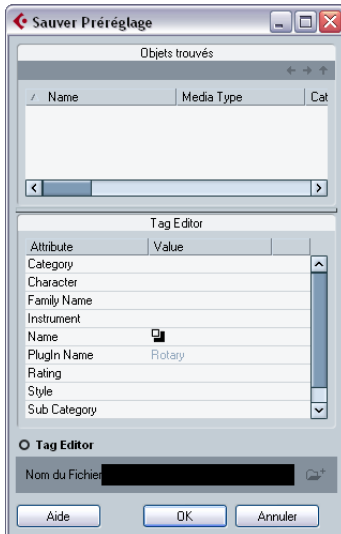 Sauver Préréglage
Objets trouvés
Name Media Type Cat
Tag Editor
Attribute Value
Category
Character
Family Name
Instrument
Name
PlugIn Name Rotary
Rating
Style
Sub Category
Tag Editor
Nom du Fichier
Aide OK Annuler